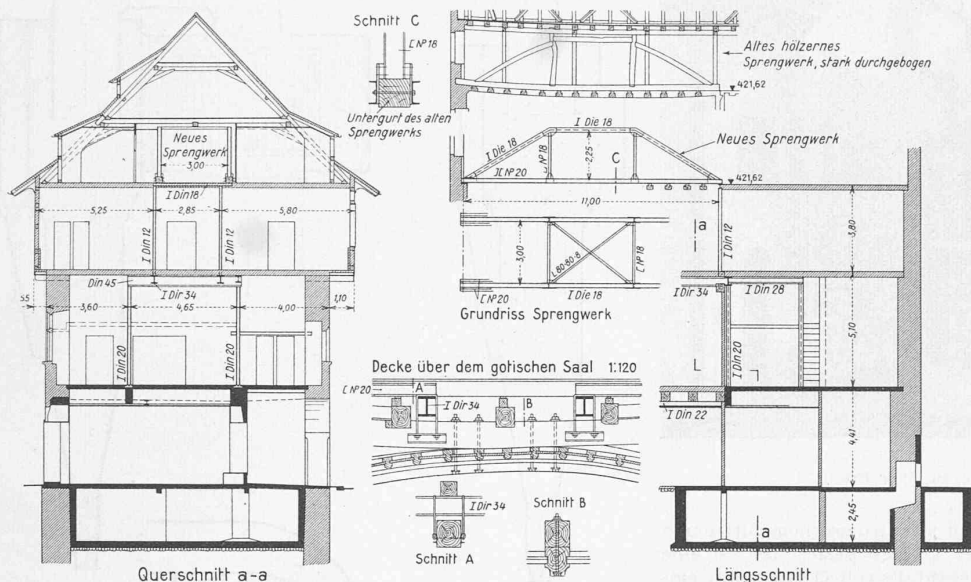 Schnitt C
[ Nº 18
Untergurt des alten
Sprengwerks
Altes hölzernes
Sprengwerk, stark durchgebogen
421,62
Neues
Sprengwerk
3,00
I Din 18
5,25
2,85
5,80
I Din 12
I Din 12
Din 45
I Dir 34
55
3,60
4,65
4,00
1,10
I Din 20
I Din 20
Querschnitt a-a
I Die 18
I Die 18
[ Nº 18
2,25
C
Neues Sprengwerk
][ Nº 20
421,62
11,00
3,00
L 80·80·8
[ Nº 18
[ Nº 20
I Die 18
Grundriss Sprengwerk
a
I Din 12
3,80
I Dir 34
I Din 28
I Din 20
5,10
L
I Din 22
4,41
2,45
a
Längsschnitt
Decke über dem gotischen Saal 1:120
[ Nº 20
A
I Dir 34
B
I Dir 34
Schnitt A
Schnitt B